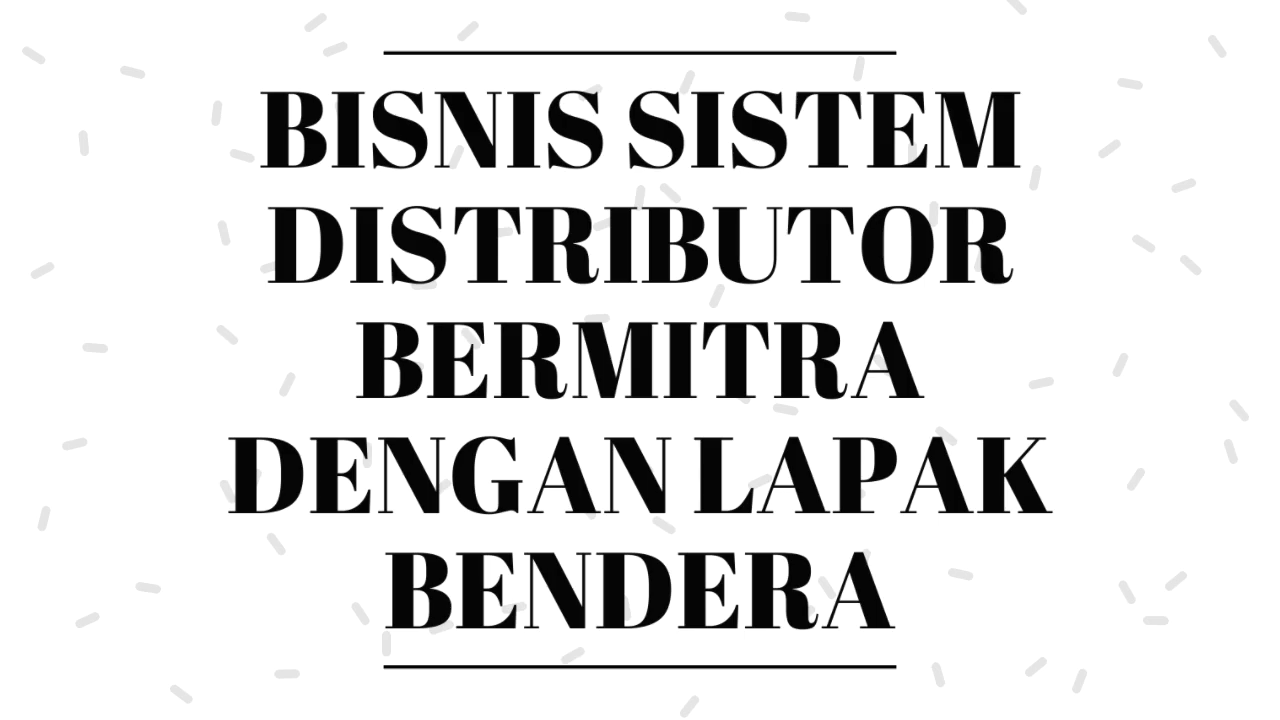 BISNIS SISTEM
DISTRIBUTOR
BERMITRA
DENGAN LAPAK
BENDERA